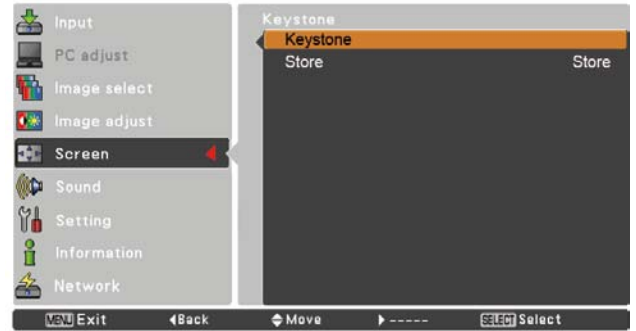 Input
PC adjust
Image select
Image adjust
Screen
Sound
Setting
Information
Network
Keystone
Keystone
Store Store
MENU Exit Back Move ----- SELECT Select